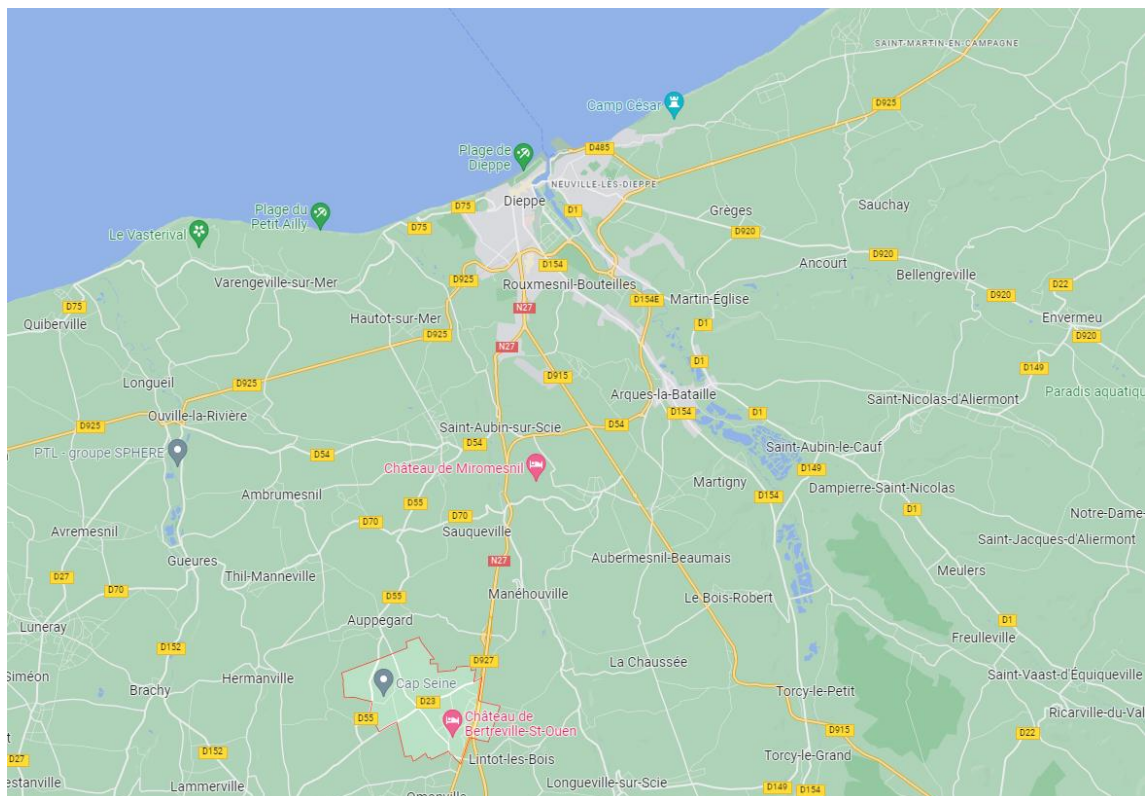 SAINT-MARTIN-EN-CAMPAGNE
D925
Camp César
D485
Plage de
Dieppe
NEUVILLE-LÈS-DIEPPE
Dieppe
D75
D1
Grèges
Sauchay
Plage du
Petit Ailly
D75
Le Vasterival
D920
Ancourt
D920
Bellengreville
D154
D925
Varengeville-sur-Mer
Rouxmesnil-Bouteilles
D154E
Martin-Église
D22
D920
D75
N27
Quiberville
Hautot-sur-Mer
D1
Envermeu
D925
D920
N27
D1
D149
D915
Longueil
D925
Arques-la-Bataille
Paradis aquatiqu
Saint-Nicolas-d'Aliermont
D154
D1
Ouville-la-Rivière
D925
Saint-Aubin-sur-Scie
D54
D54
Saint-Aubin-le-Cauf
PTL - groupe SPHERE
D54
Château de Miromesnil
D149
Martigny
Dampierre-Saint-Nicolas
D154
Ambrumesnil
D55
D1
Notre-Dame-
D70
D70
Avremesnil
Sauqueville
Saint-Jacques-d'Aliermont
Gueures
N27
Aubermesnil-Beaumais
Meulers
D27
D70
Thil-Manneville
Manéhouville
D55
Le Bois-Robert
Auppegard
D1
Luneray
Freulleville
D152
D927
La Chaussée
Siméon
Hermanville
Cap Seine
Saint-Vaast-d'Équiqueville
Brachy
D23
Torcy-le-Petit
D55
Château de
Bertreville-St-Ouen
Ricarville-du-Val
D915
D22
t
D152
D27
Lintot-les-Bois
Torcy-le-Grand
estanville
Lammerville
Longueville-sur-Scie
D149
D154